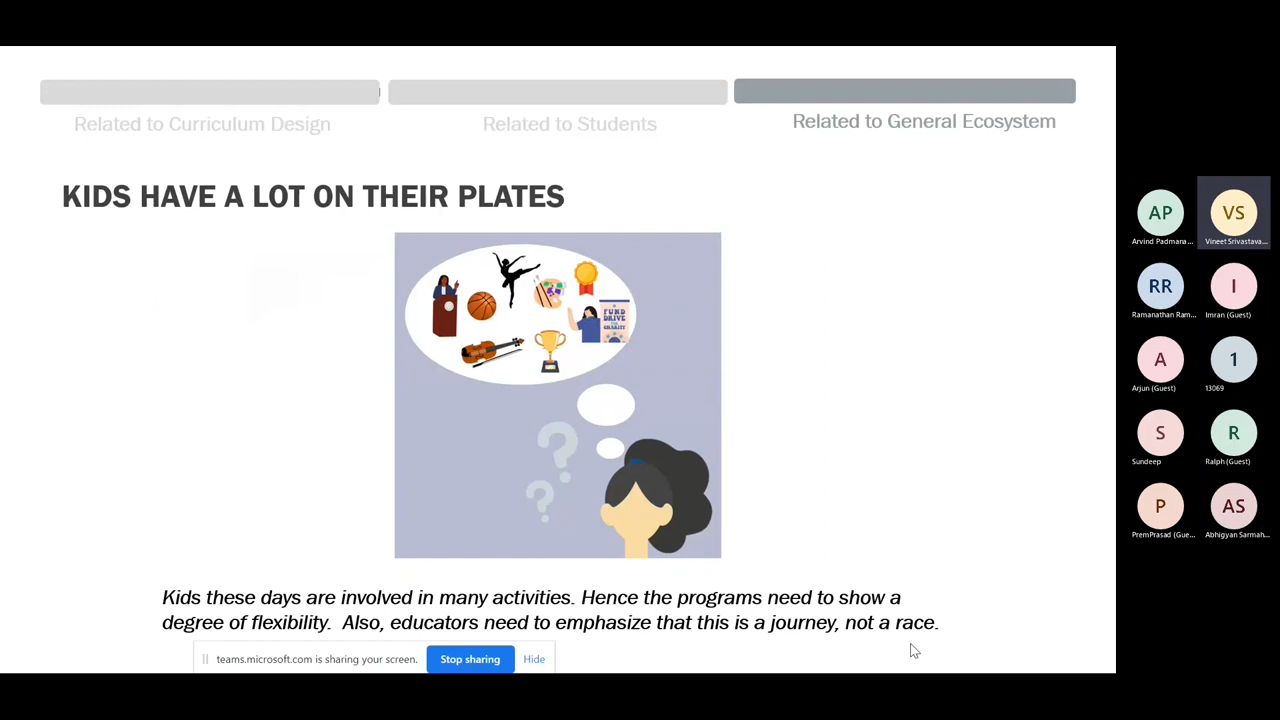 Related to Curriculum Design
Related to Students
Related to General Ecosystem
KIDS HAVE A LOT ON THEIR PLATES
FUND
DRIVE
FOR
CHARITY
Kids these days are involved in many activities. Hence the programs need to show a
degree of flexibility. Also, educators need to emphasize that this is a journey, not a race.
teams.microsoft.com is sharing your screen. Stop sharing Hide
AP VS
Arvind Padmana... Vineet Srivastava...
RR I
Ramanathan Ram... Imran (Guest)
A 1
Arjun (Guest) 13069
S R
Sundeep Ralph (Guest)
P AS
PremPrasad (Gue... Abhigyan Sarmah...